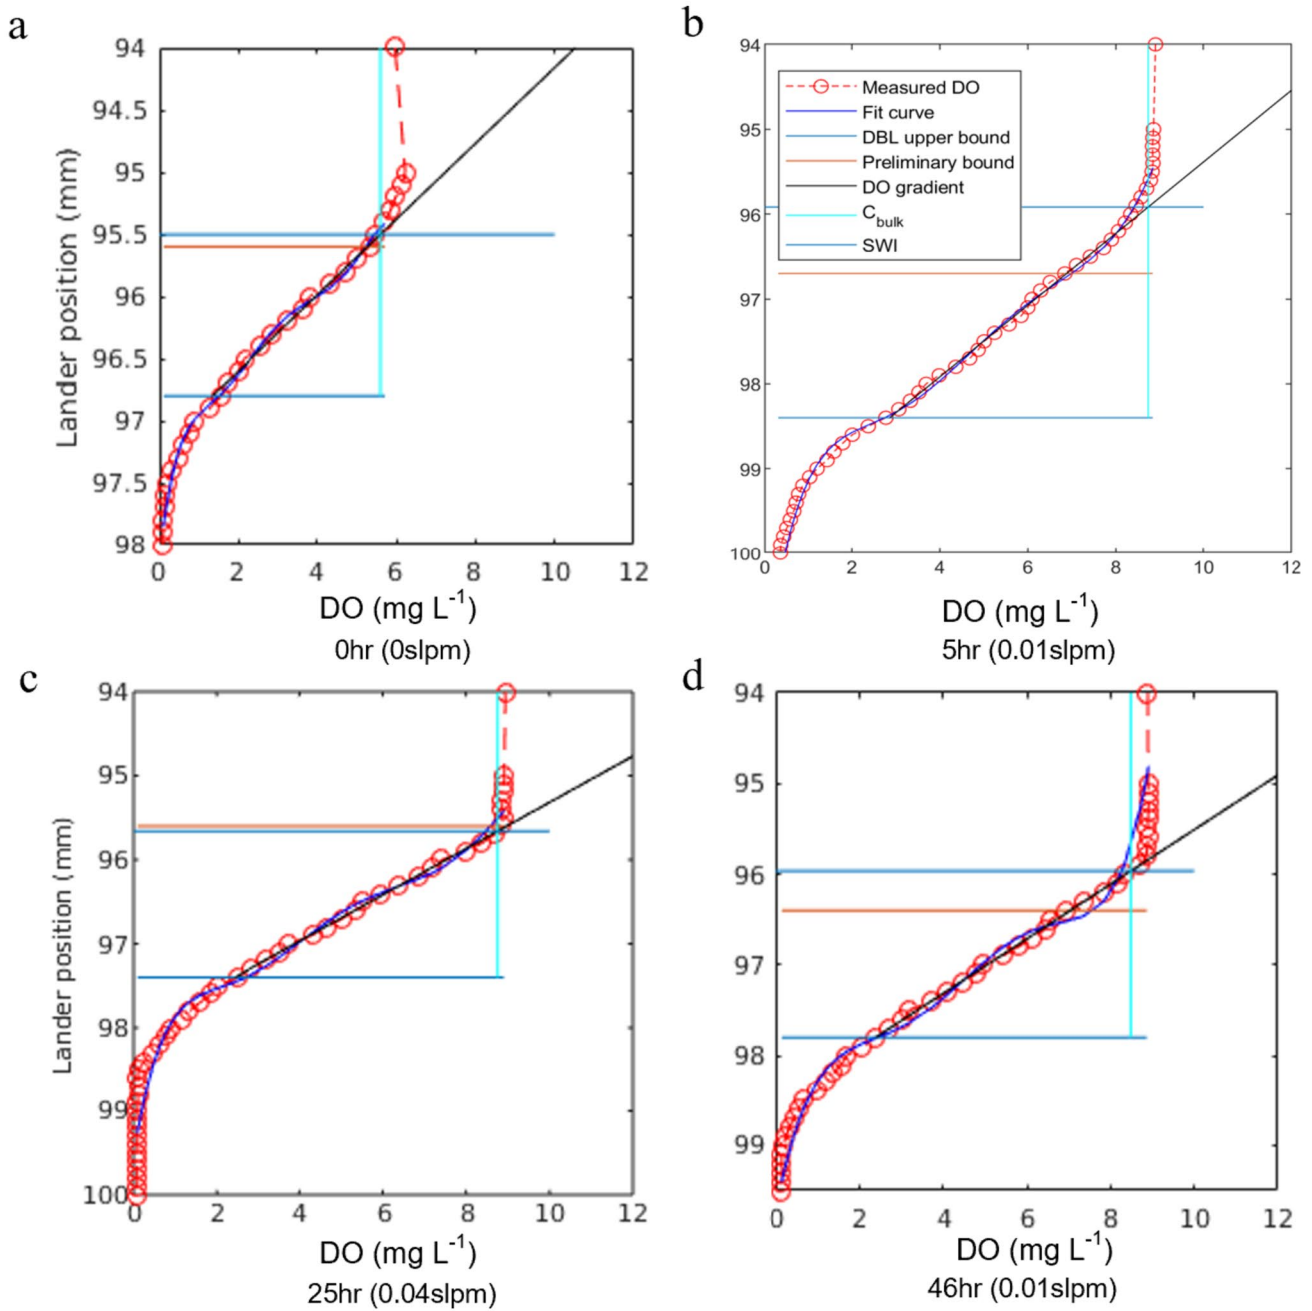 a
94
94.5
95
95.5
96
96.5
97
97.5
98
Lander position (mm)
0 2 4 6 8 10 12
DO (mg L⁻¹)
0hr (0slpm)
b
94
95
96
97
98
99
100
Measured DO
Fit curve
DBL upper bound
Preliminary bound
DO gradient
C_bulk
SWI
0 2 4 6 8 10 12
DO (mg L⁻¹)
5hr (0.01slpm)
c
94
95
96
97
98
99
100
Lander position (mm)
0 2 4 6 8 10 12
DO (mg L⁻¹)
25hr (0.04slpm)
d
94
95
96
97
98
99
0 2 4 6 8 10 12
DO (mg L⁻¹)
46hr (0.01slpm)